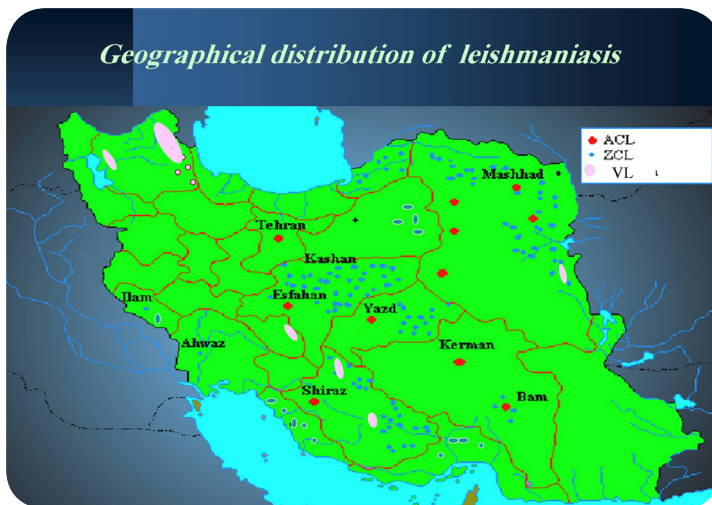 Geographical distribution of leishmaniasis
ACL
ZCL
VL
Mashhad
Tehran
Kashan
Ilam
Esfahan
Yazd
Ahwaz
Kerman
Shiraz
Bam